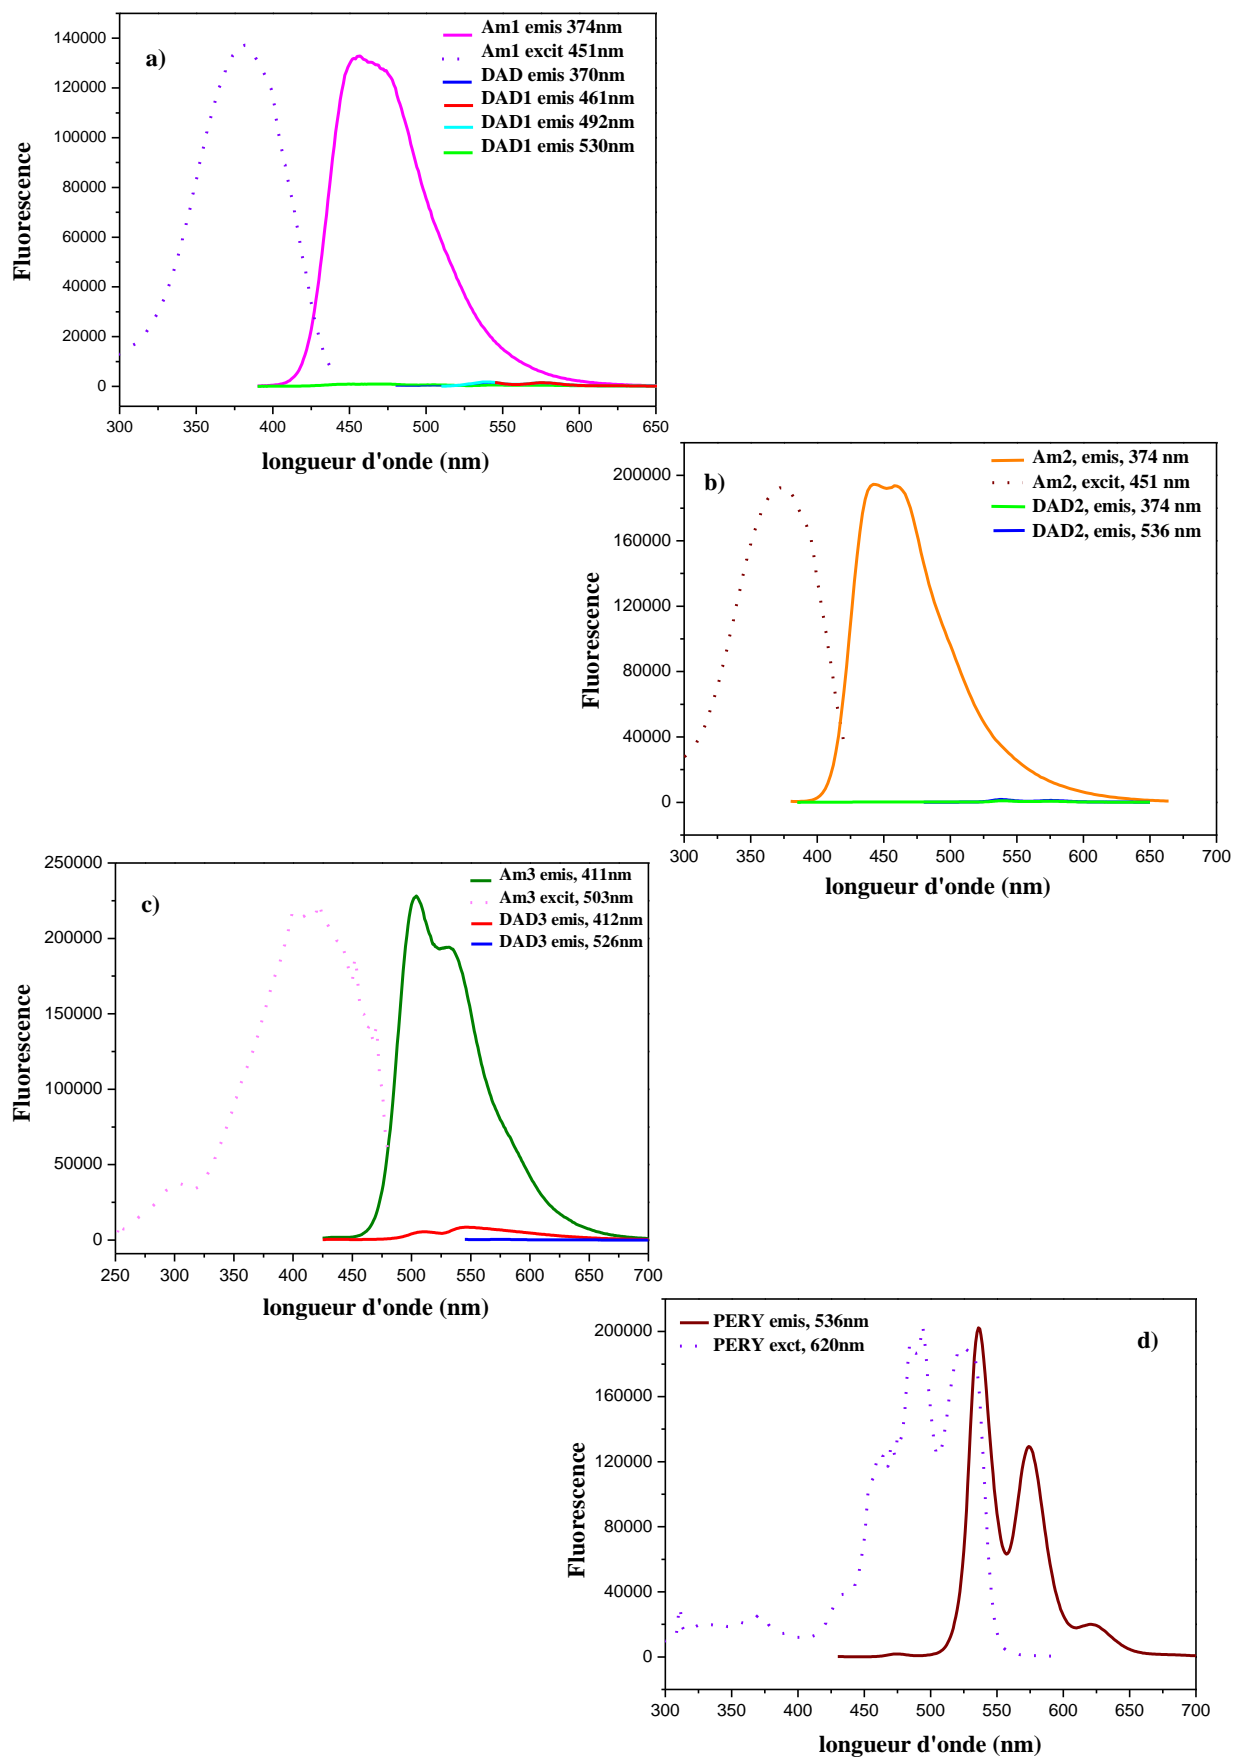 a)
Am1 emis 374nm
Am1 excit 451nm
DAD emis 370nm
DAD1 emis 461nm
DAD1 emis 492nm
DAD1 emis 530nm
Fluorescence
140000
120000
100000
80000
60000
40000
20000
0
300 350 400 450 500 550 600 650
longueur d'onde (nm)
b)
Am2, emis, 374 nm
Am2, excit, 451 nm
DAD2, emis, 374 nm
DAD2, emis, 536 nm
Fluorescence
200000
160000
120000
80000
40000
0
300 350 400 450 500 550 600 650 700
longueur d'onde (nm)
c)
Am3 emis, 411nm
Am3 excit, 503nm
DAD3 emis, 412nm
DAD3 emis, 526nm
Fluorescence
250000
200000
150000
100000
50000
0
250 300 350 400 450 500 550 600 650 700
longueur d'onde (nm)
PERY emis, 536nm
PERY exct, 620nm
d)
Fluorescence
200000
160000
120000
80000
40000
0
300 350 400 450 500 550 600 650 700
longueur d'onde (nm)